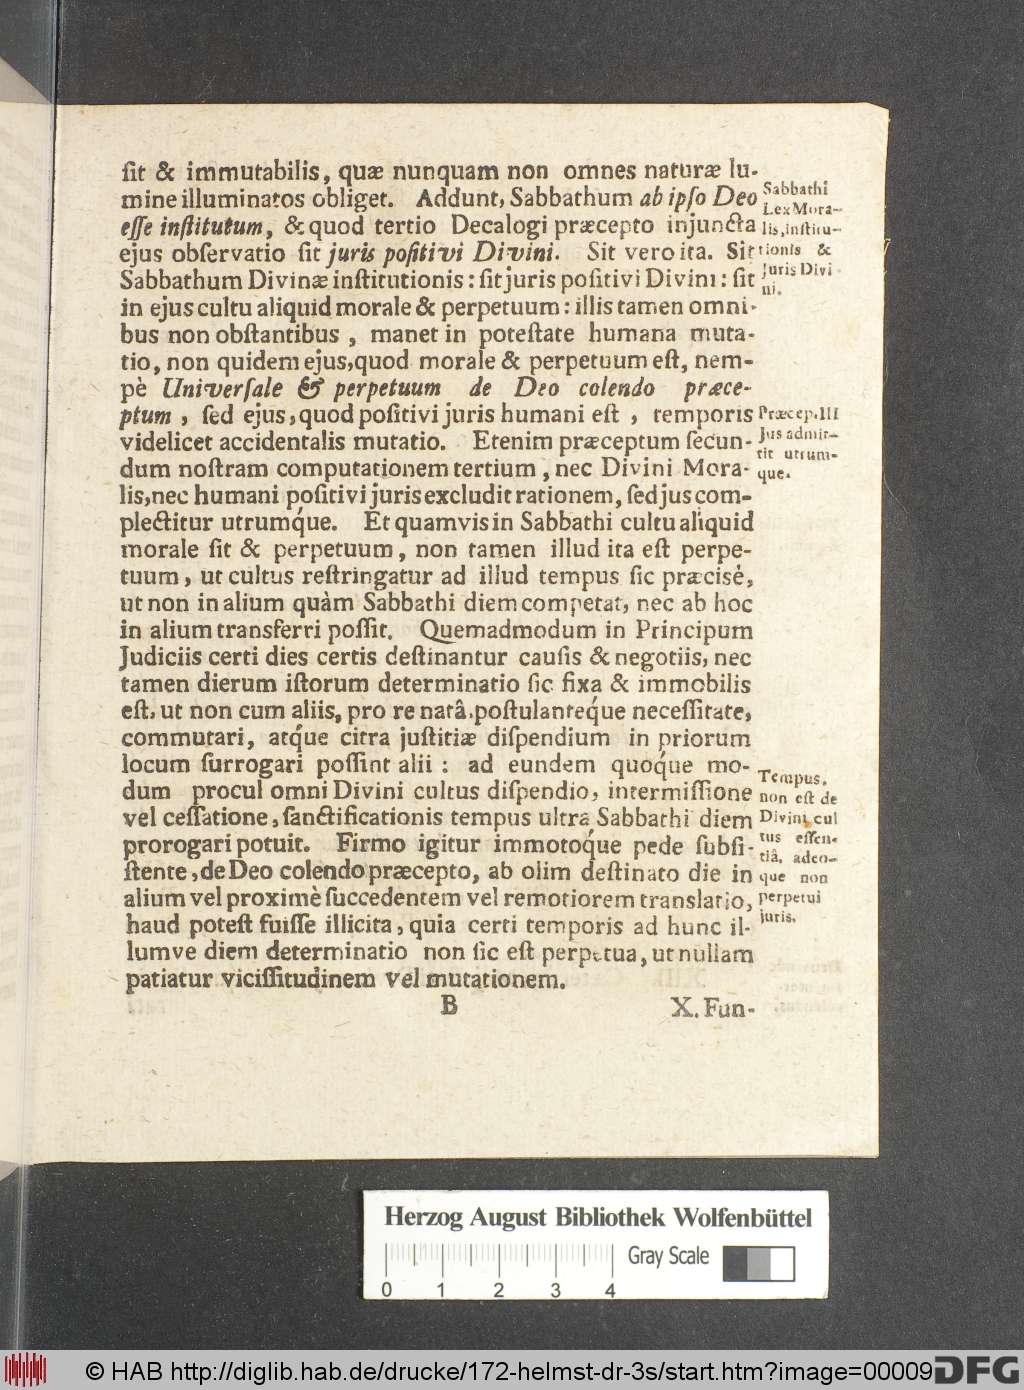 ſit & immutabilis, quæ nunquam non omnes naturæ lu-
mine illuminatos obliget. Addunt, Sabbathum ab ipſo Deo
eſſe inſtitutum, & quod tertio Decalogi præcepto injuncta
ejus obſervatio ſit juris poſitivi Divini. Sit vero ita. Sit
Sabbathum Divinæ inſtitutionis: ſit juris poſitivi Divini: ſit
in ejus cultu aliquid morale & perpetuum: illis tamen omni-
bus non obſtantibus, manet in poteſtate humana muta-
tio, non quidem ejus, quod morale & perpetuum eſt, nem-
pè Univerſale & perpetuum de Deo colendo præce-
ptum, ſed ejus, quod poſitivi juris humani eſt, temporis
videlicet accidentalis mutatio. Etenim præceptum ſecun-
dum noſtram computationem tertium, nec Divini Mora-
lis, nec humani poſitivi juris excludit rationem, ſed jus com-
plectitur utrumq́ue. Et quamvis in Sabbathi cultu aliquid
morale ſit & perpetuum, non tamen illud ita eſt perpe-
tuum, ut cultus reſtringatur ad illud tempus ſic præcisé,
ut non in alium quàm Sabbathi diem competat, nec ab hoc
in alium transferri poſſit. Quemadmodum in Principum
Judiciis certi dies certis deſtinantur cauſis & negotiis, nec
tamen dierum iſtorum determinatio ſic fixa & immobilis
eſt, ut non cum aliis, pro re natâ, poſtulanteq́ue neceſſitate,
commutari, atq́ue citra juſtitiæ diſpendium in priorum
locum ſurrogari poſſint alii: ad eundem quoq́ue mo-
dum procul omni Divini cultus diſpendio, intermiſſione
vel ceſſatione, ſanctificationis tempus ultra Sabbathi diem
prorogari potuit. Firmo igitur immotoq́ue pede ſubſi-
ſtente, de Deo colendo præcepto, ab olim deſtinato die in
alium vel proximè ſuccedentem vel remotiorem translatio,
haud poteſt fuiſſe illicita, quia certi temporis ad hunc il-
lumve diem determinatio non ſic eſt perpetua, ut nullam
patiatur viciſſitudinem vel mutationem.
B X. Fun-
Sabbathi
Lex Mora-
lis, inſtitu-
tionis &
Juris Divi-
ni.
Præcep. III
Jus admit-
tit utrum-
que.
Tempus.
non eſt de
Divini cul
tus eſſen-
tiâ, adeo-
que non
perpetui
juris.
Herzog August Bibliothek Wolfenbüttel
Gray Scale
0 1 2 3 4
© HAB http://diglib.hab.de/drucke/172-helmst-dr-3s/start.htm?image=00009
DFG